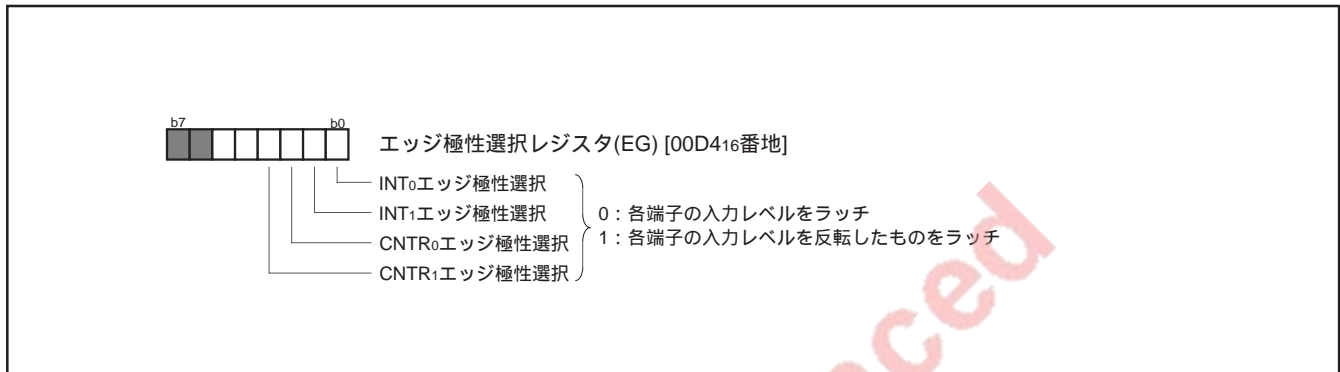 b7 b0
エッジ極性選択レジスタ(EG) [00D416番地]
INT0エッジ極性選択
INT1エッジ極性選択
CNTR0エッジ極性選択
CNTR1エッジ極性選択
0：各端子の入力レベルをラッチ
1：各端子の入力レベルを反転したものをラッチ
nced